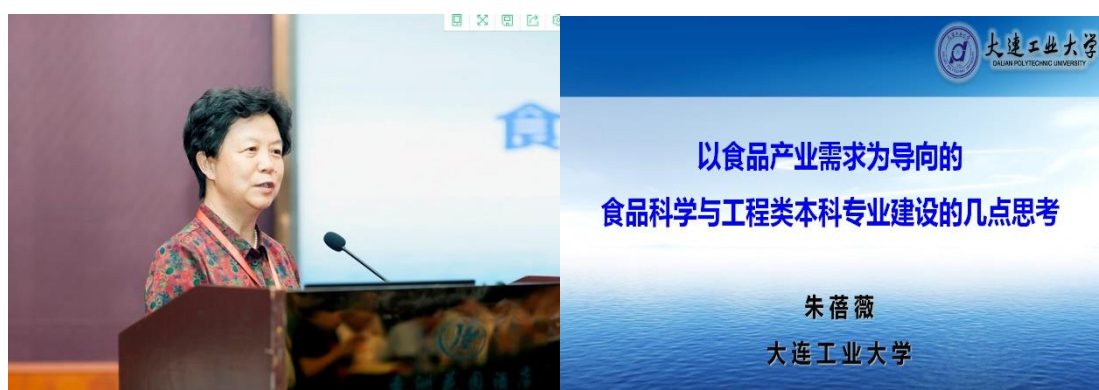 食
大连工业大学
DALIAN POLYTECHNIC UNIVERSITY
以食品产业需求为导向的
食品科学与工程类本科专业建设的几点思考
朱蓓薇
大连工业大学